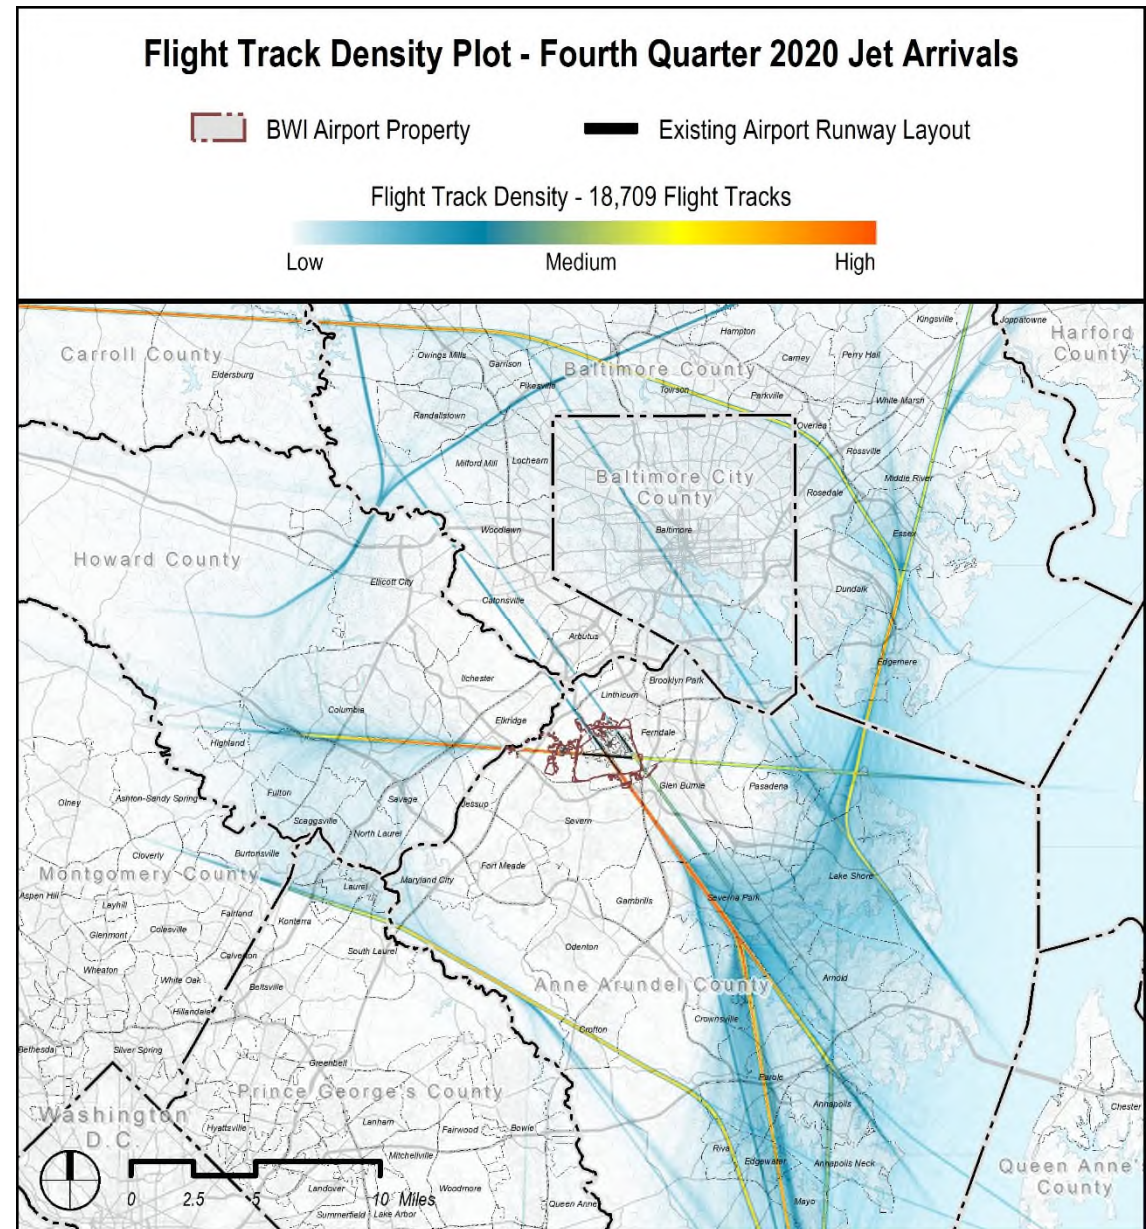 Flight Track Density Plot - Fourth Quarter 2020 Jet Arrivals
BWI Airport Property
Existing Airport Runway Layout
Flight Track Density - 18,709 Flight Tracks
Low
Medium
High
Kingsville
Joppatowne
Harford
County
Hampton
Carroll County
Eldersburg
Owings Mills
Garrison
Carney
Perry Hall
Baltimore County
Pikesville
Towson
Parkville
White Marsh
Randallstown
Overlea
Rossville
Milford Mill
Lochearn
Baltimore City
County
Middle River
Rosedale
Woodlawn
Baltimore
Essex
Howard County
Ellicott City
Dundalk
Catonsville
Arbutus
Edgemere
Ilchester
Brooklyn Park
Linthicum
Columbia
Elkridge
Highland
Ferndale
Glen Burnie
Pasadena
Olney
Ashton-Sandy Spring
Fulton
Savage
Jessup
Severn
Scaggsville
North Laurel
Cloverly
Burtonsville
Fort Meade
Montgomery County
Laurel
Maryland City
Lake Shore
Aspen Hill
Layhill
Fairland
Konterra
Gambrills
Severna Park
Glenmont
Colesville
Calverton
South Laurel
Odenton
Wheaton
White Oak
Beltsville
Anne Arundel County
Arnold
Hillandale
Crownsville
Crofton
Bethesda
Silver Spring
Greenbelt
Parole
Prince George's County
Annapolis
Chester
Washington
D.C.
Hyattsville
Lanham
Fairwood
Bowie
Mitchellville
Riva
Edgewater
Annapolis Neck
Queen Anne'
County
Landover
Woodmore
Queen Anne
Mayo
Summerfield
Lake Arbor
0
2.5
5
10 Miles